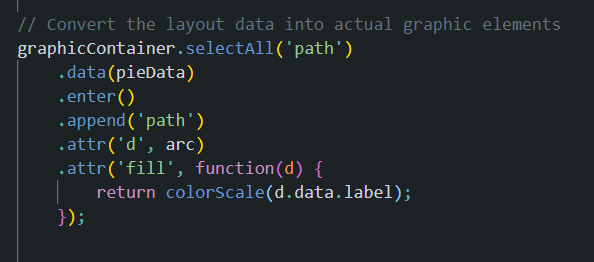 // Convert the layout data into actual graphic elements
graphicContainer.selectAll('path')
    .data(pieData)
    .enter()
    .append('path')
    .attr('d', arc)
    .attr('fill', function(d) {
        return colorScale(d.data.label);
    });